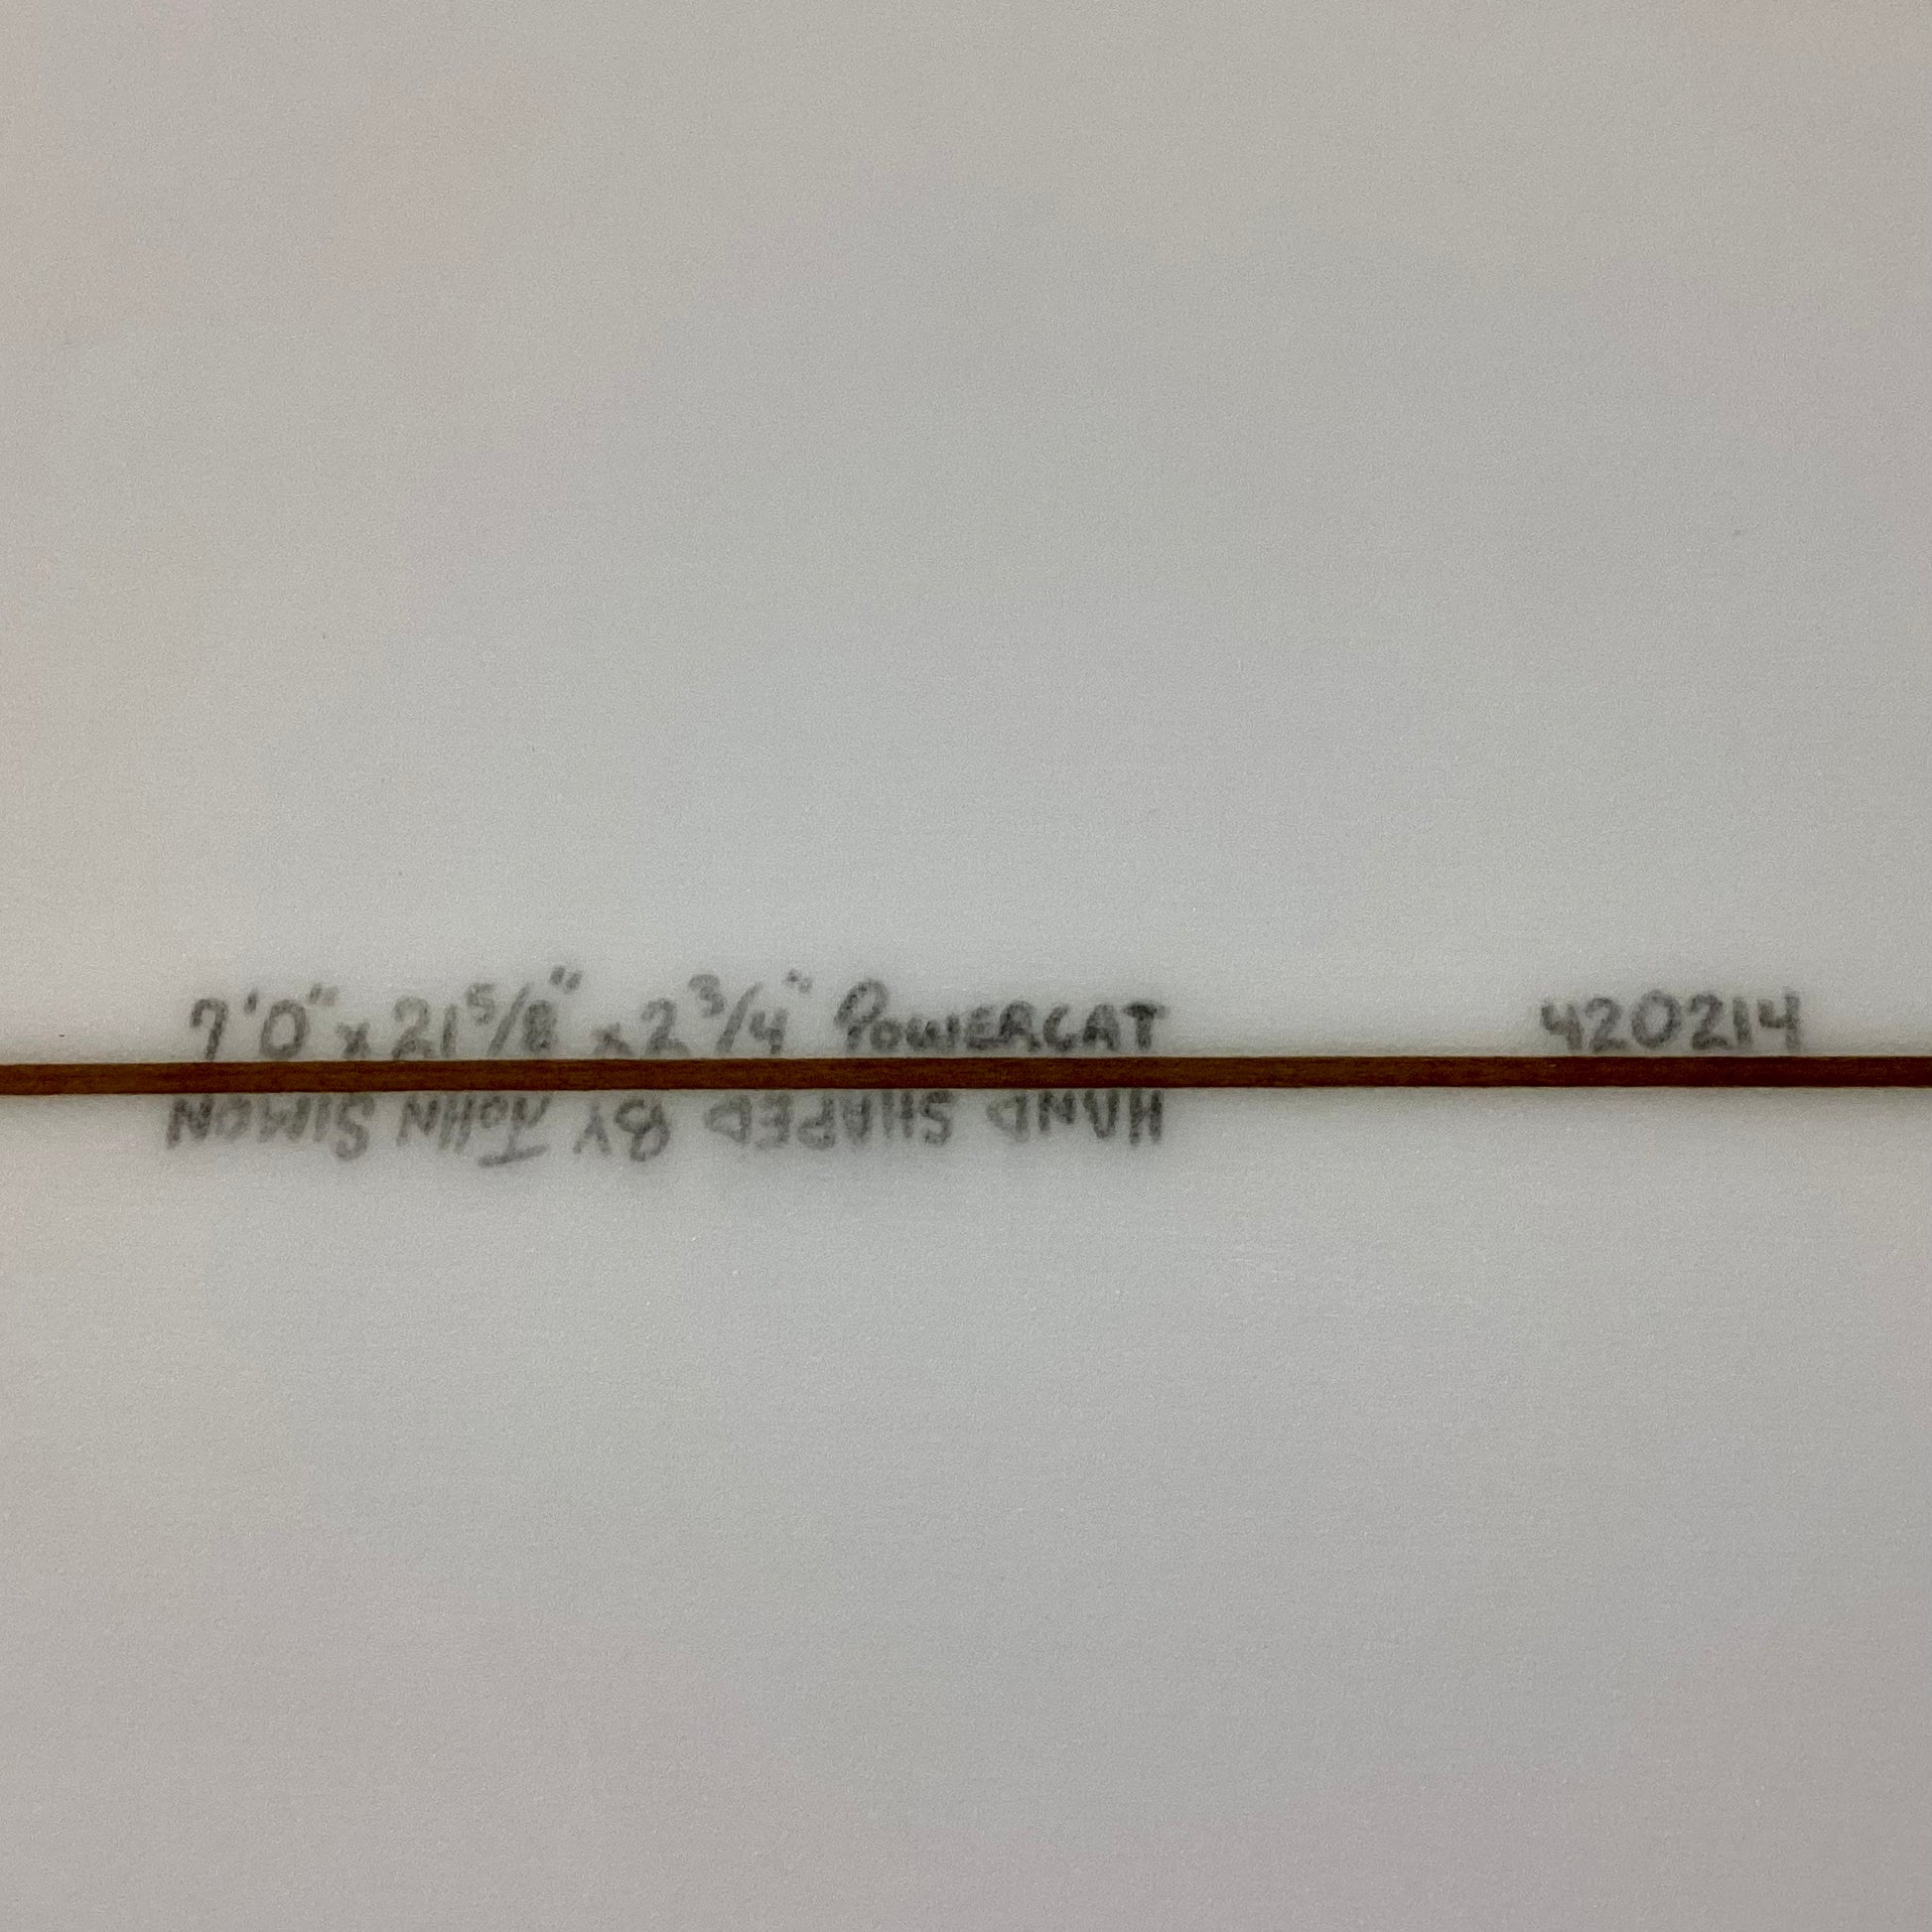 7'0" x 21 5/8" x 2 3/4" POWERCAT 420214
HAND SHAPED BY JOHN SIMON